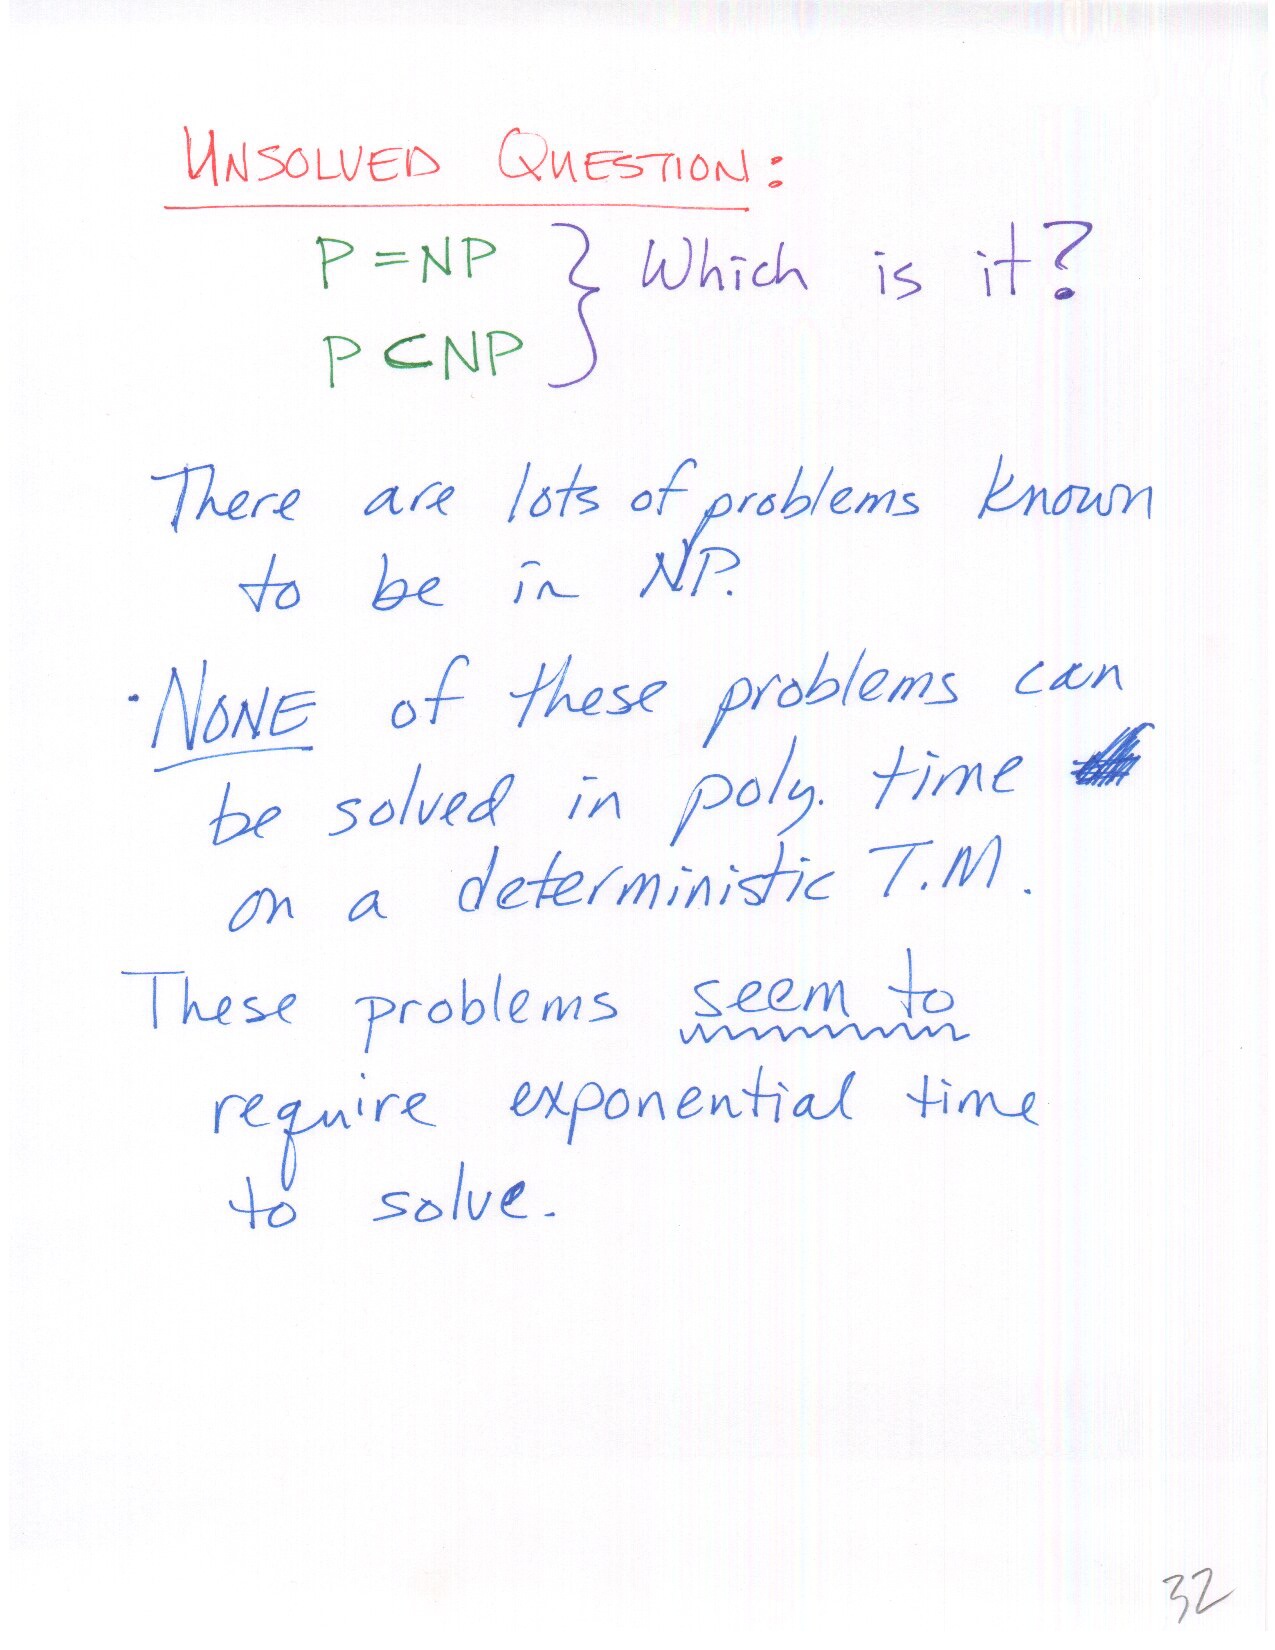 UNSOLVED QUESTION:
P = NP } Which is it?
P ⊂ NP
There are lots of problems known
to be in NP.
· NONE of these problems can
be solved in poly. time
on a deterministic T.M.
These problems seem to
require exponential time
to solve.
32